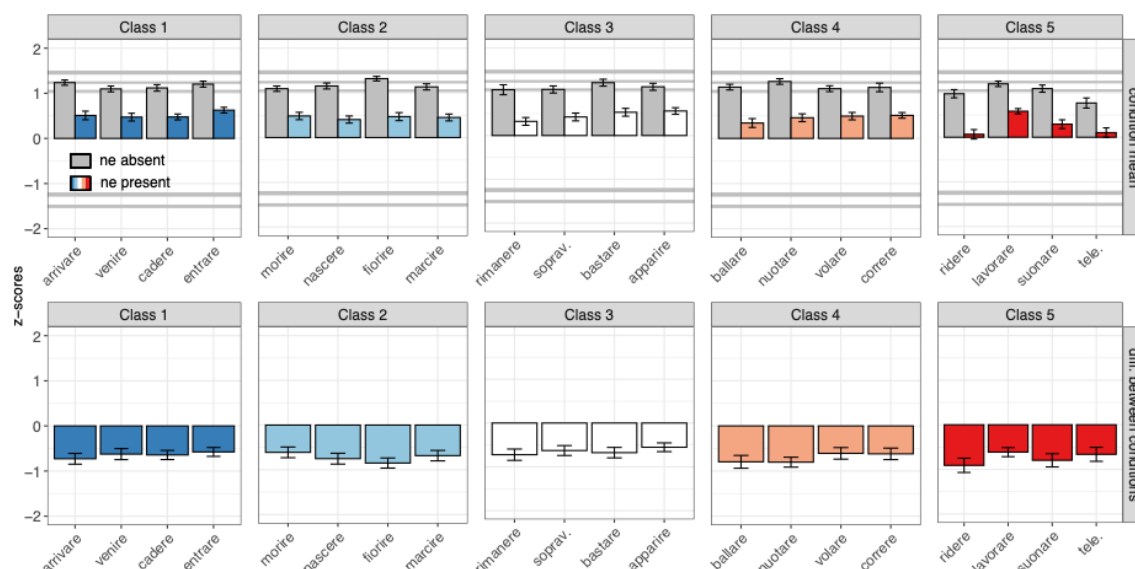 Class 1 Class 2 Class 3 Class 4 Class 5
2
1
0
-1
-2
ne absent
ne present
condition mean
arrivare venire cadere entrare morire nascere fiorire marcire rimanere soprav. bastare apparire ballare nuotare volare correre ridere lavorare suonare tele.
z-scores
Class 1 Class 2 Class 3 Class 4 Class 5
2
1
0
-1
-2
between conditions
arrivare venire cadere entrare morire nascere fiorire marcire rimanere soprav. bastare apparire ballare nuotare volare correre ridere lavorare suonare tele.